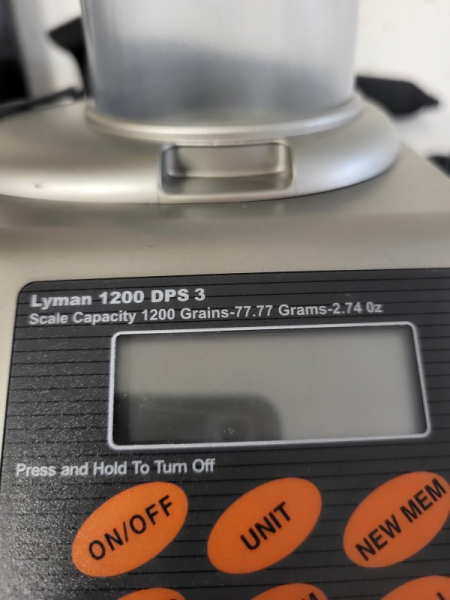 Lyman 1200 DPS 3
Scale Capacity 1200 Grains-77.77 Grams-2.74 0z
Press and Hold To Turn Off
ON/OFF
UNIT
NEW MEM